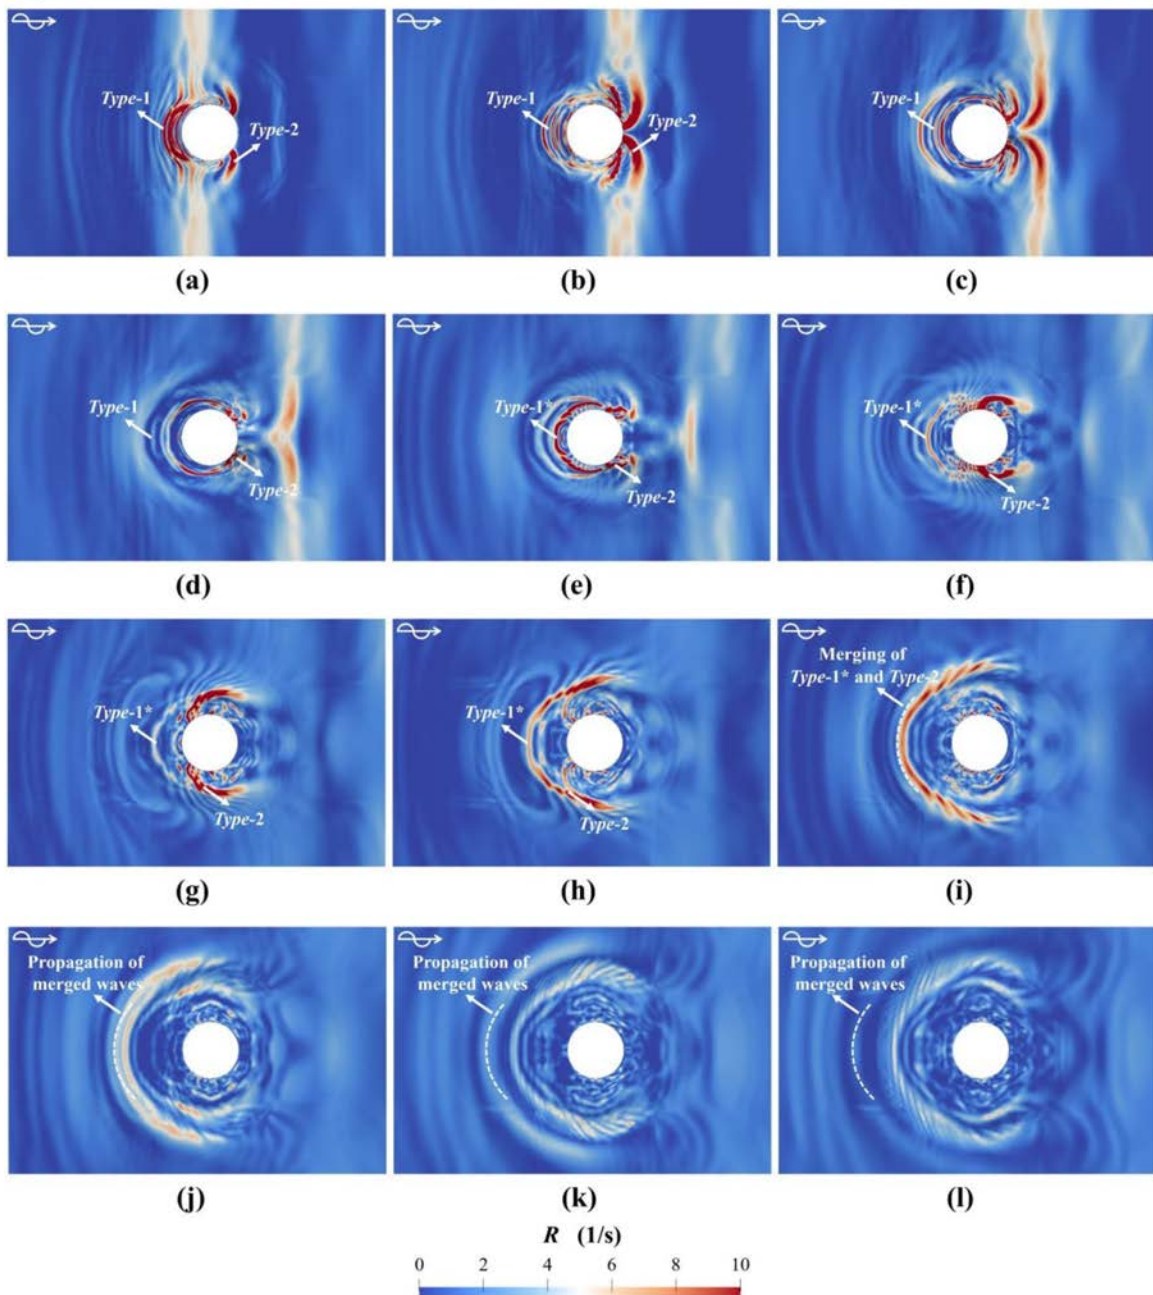 Type-1
Type-2
(a)
Type-1
Type-2
(b)
Type-1
(c)
Type-1
Type-2
(d)
Type-1*
Type-2
(e)
Type-1*
Type-2
(f)
Type-1*
Type-2
(g)
Type-1*
Type-2
(h)
Merging of
Type-1* and Type-2
(i)
Propagation of
merged waves
(j)
Propagation of
merged waves
(k)
Propagation of
merged waves
(l)
R (1/s)
0 2 4 6 8 10